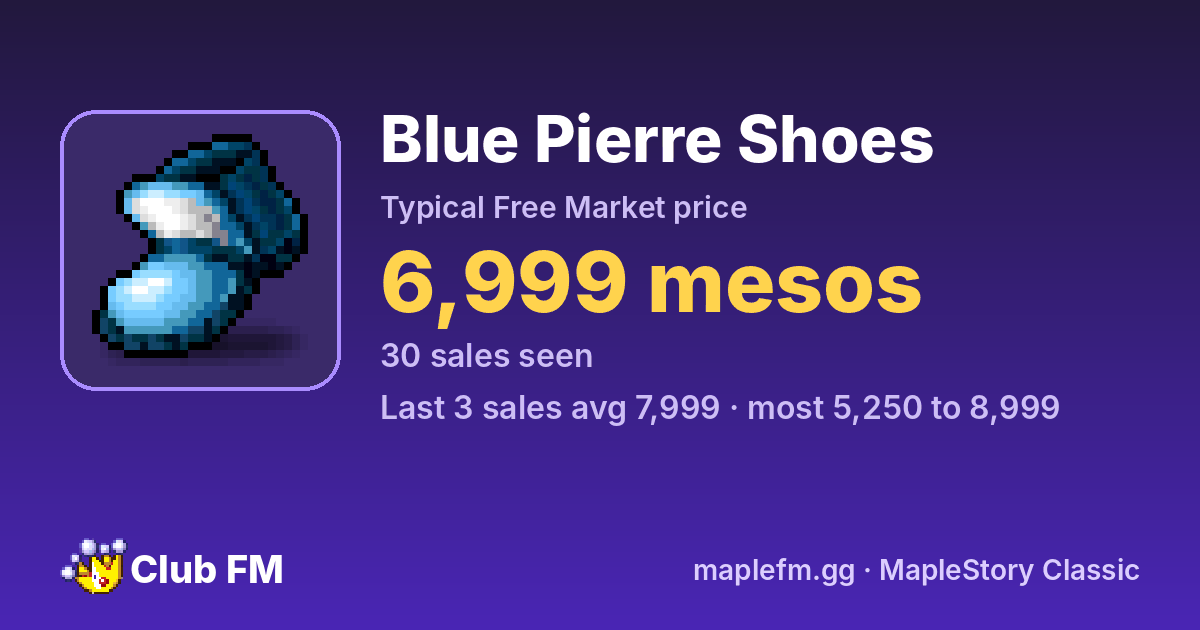 Blue Pierre Shoes
Typical Free Market price
6,999 mesos
30 sales seen
Last 3 sales avg 7,999 · most 5,250 to 8,999
Club FM
maplefm.gg · MapleStory Classic